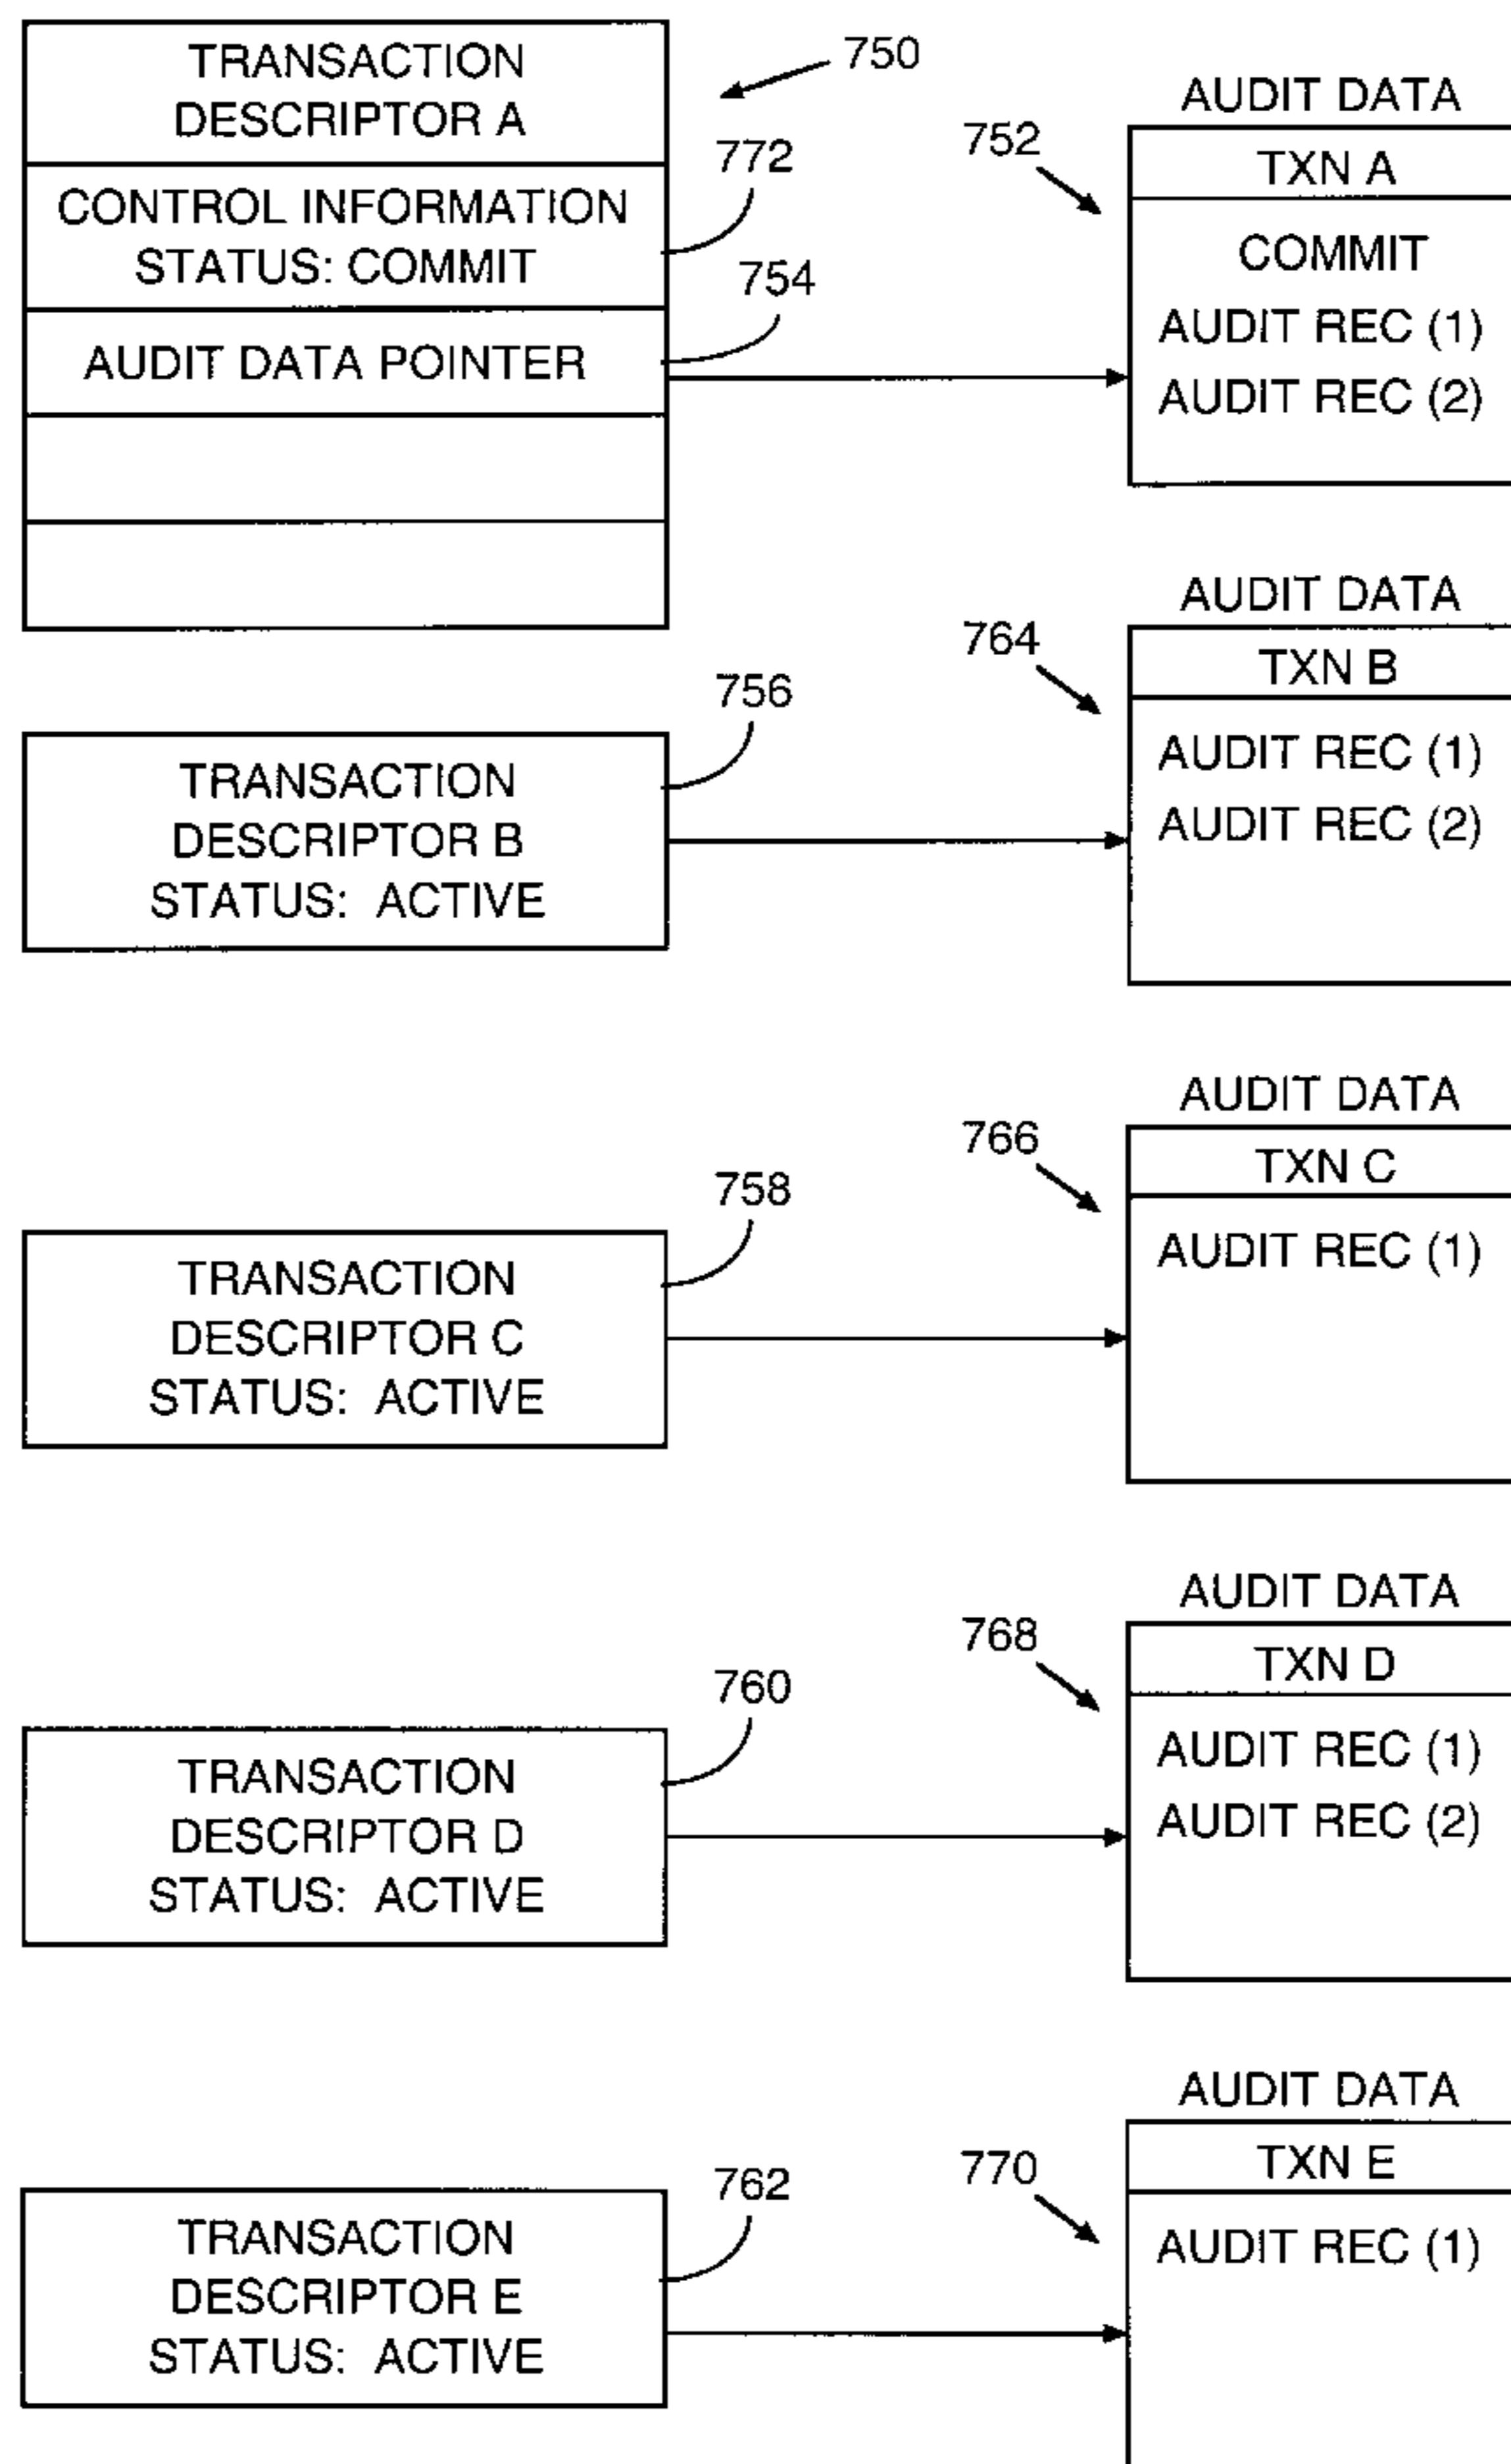 TRANSACTION
DESCRIPTOR A
750
772
CONTROL INFORMATION
STATUS: COMMIT
754
AUDIT DATA POINTER
AUDIT DATA
752
TXN A
COMMIT
AUDIT REC (1)
AUDIT REC (2)
756
TRANSACTION
DESCRIPTOR B
STATUS: ACTIVE
AUDIT DATA
764
TXN B
AUDIT REC (1)
AUDIT REC (2)
758
TRANSACTION
DESCRIPTOR C
STATUS: ACTIVE
AUDIT DATA
766
TXN C
AUDIT REC (1)
760
TRANSACTION
DESCRIPTOR D
STATUS: ACTIVE
AUDIT DATA
768
TXN D
AUDIT REC (1)
AUDIT REC (2)
762
TRANSACTION
DESCRIPTOR E
STATUS: ACTIVE
AUDIT DATA
770
TXN E
AUDIT REC (1)